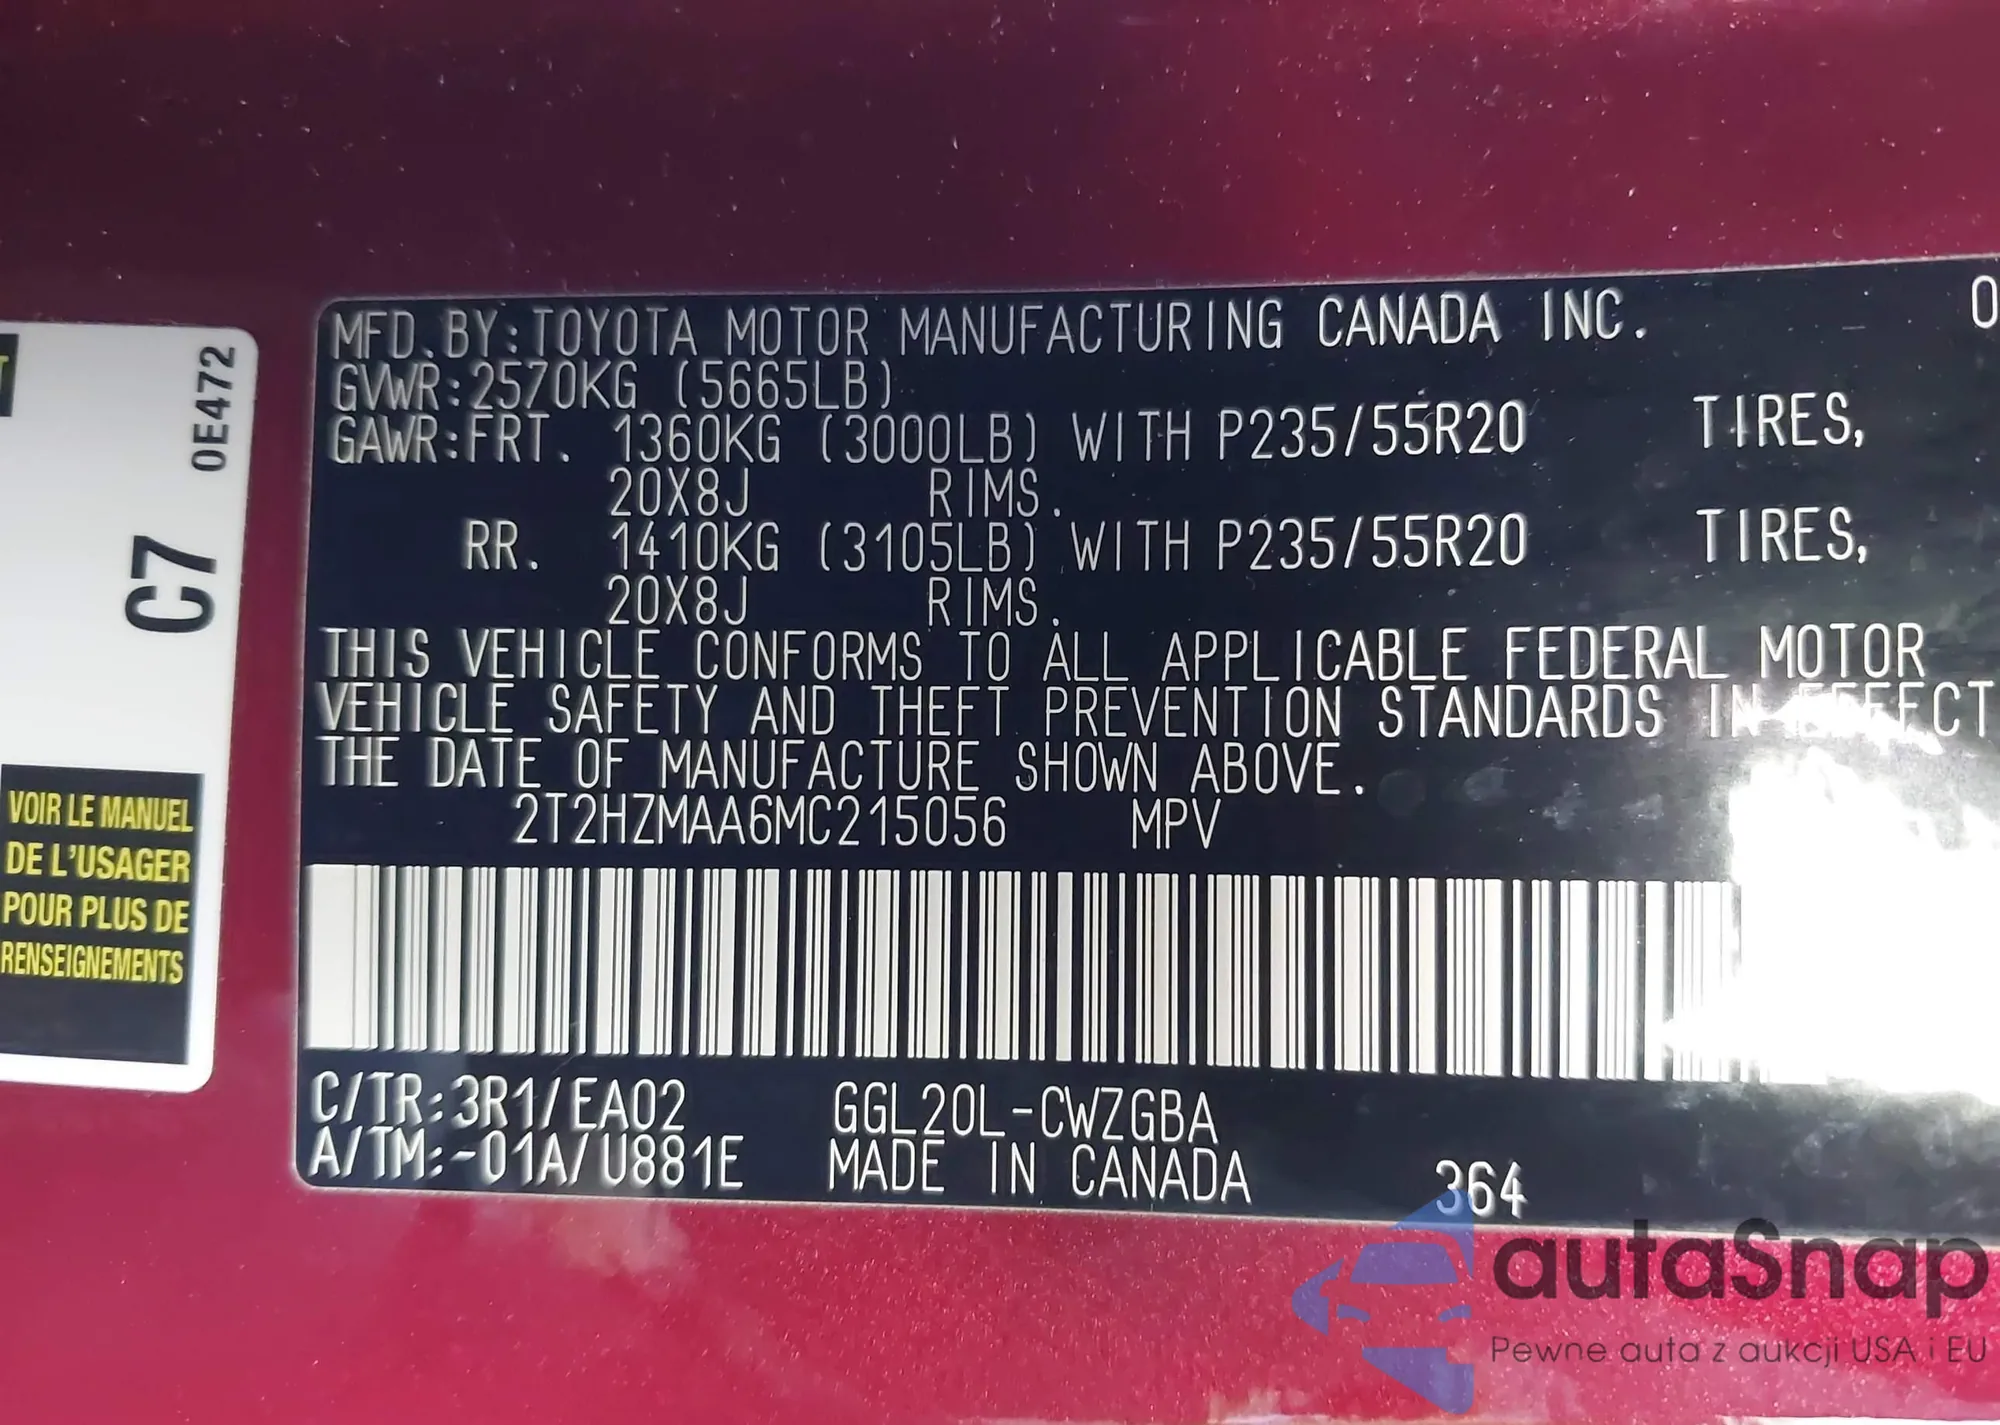 MFD.BY:TOYOTA MOTOR MANUFACTURING CANADA INC. 0
GVWR:2570KG (5665LB)
GAWR:FRT. 1360KG (3000LB) WITH P235/55R20 TIRES,
20X8J RIMS.
RR. 1410KG (3105LB) WITH P235/55R20 TIRES,
20X8J RIMS.
THIS VEHICLE CONFORMS TO ALL APPLICABLE FEDERAL MOTOR
VEHICLE SAFETY AND THEFT PREVENTION STANDARDS IN EFFECT
THE DATE OF MANUFACTURE SHOWN ABOVE.
2T2HZMAA6MC215056 MPV
C/TR:3R1/EA02 GGL20L-CWZGBA
A/TM:-01A/U881E MADE IN CANADA 364
0E472
C7
VOIR LE MANUEL
DE L'USAGER
POUR PLUS DE
RENSEIGNEMENTS
autaSnap
Pewne auta z aukcji USA i EU